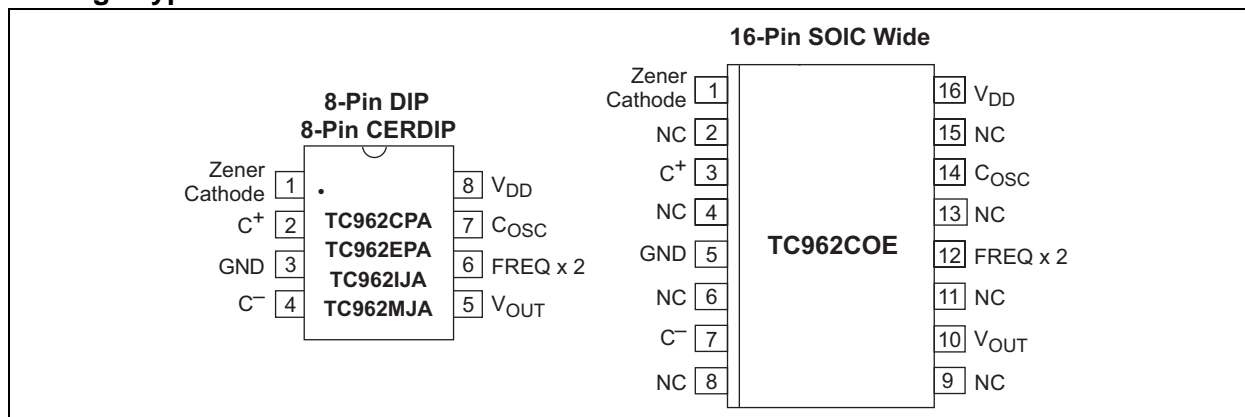 8-Pin DIP
8-Pin CERDIP
Zener
Cathode 1
8 VDD
C+ 2
7 COSC
GND 3
6 FREQ x 2
C– 4
5 VOUT
TC962CPA
TC962EPA
TC962IJA
TC962MJA
16-Pin SOIC Wide
Zener
Cathode 1
16 VDD
NC 2
15 NC
C+ 3
14 COSC
NC 4
13 NC
GND 5
12 FREQ x 2
NC 6
11 NC
C– 7
10 VOUT
NC 8
9 NC
TC962COE